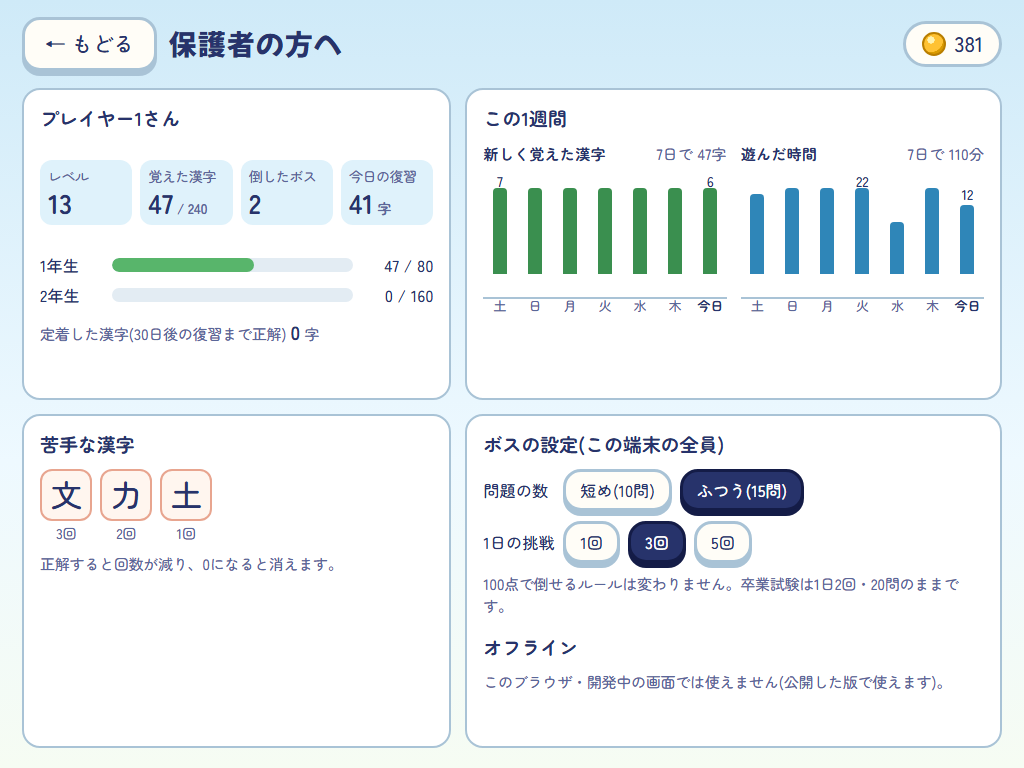 ← もどる
保護者の方へ
381
プレイヤー1さん
レベル
13
覚えた漢字
47 / 240
倒したボス
2
今日の復習
41 字
1年生
47 / 80
2年生
0 / 160
定着した漢字(30日後の復習まで正解) 0 字
この1週間
新しく覚えた漢字
7日で 47字
7
6
土 日 月 火 水 木 今日
遊んだ時間
7日で 110分
22
12
土 日 月 火 水 木 今日
苦手な漢字
文 力 土
3回 2回 1回
正解すると回数が減り、0になると消えます。
ボスの設定(この端末の全員)
問題の数 短め(10問) ふつう(15問)
1日の挑戦 1回 3回 5回
100点で倒せるルールは変わりません。卒業試験は1日2回・20問のままで
す。
オフライン
このブラウザ・開発中の画面では使えません(公開した版で使えます)。